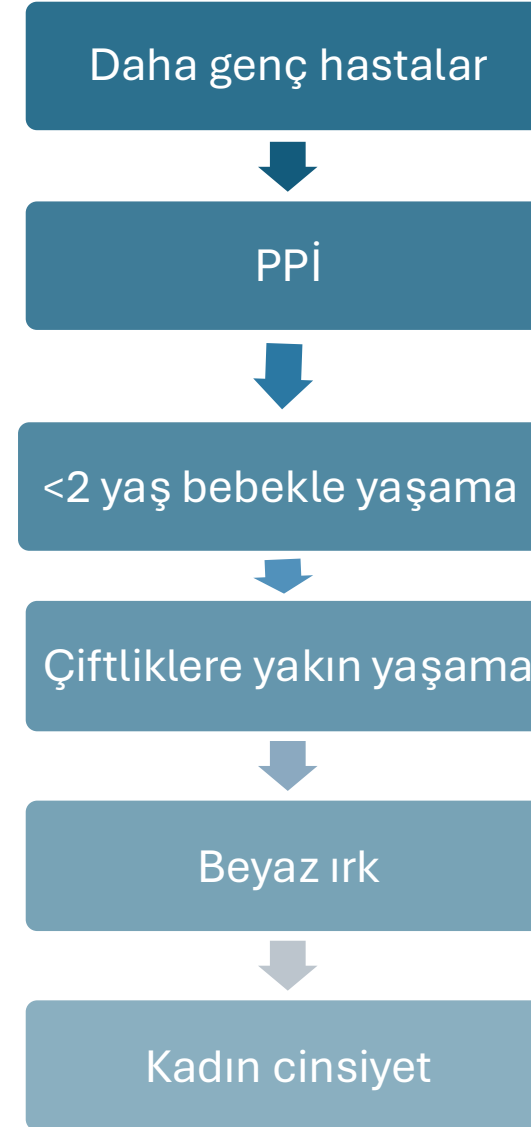 Daha genç hastalar
PPİ
<2 yaş bebekle yaşama
Çiftliklere yakın yaşama
Beyaz ırk
Kadın cinsiyet